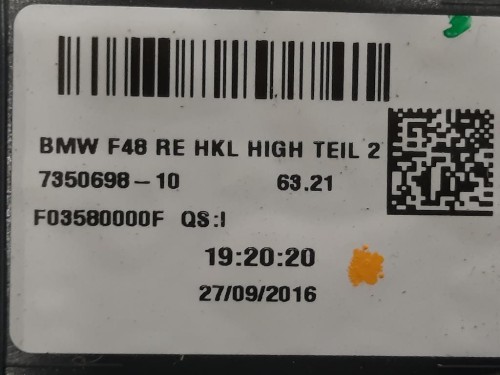 BMW F48 RE HKL HIGH TEIL 2
7350698-10 63.21
F03580000F QS:I
19:20:20
27/09/2016